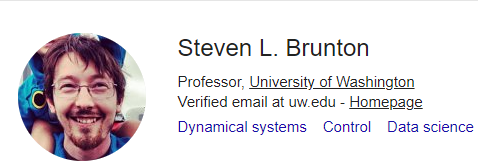 Steven L. Brunton
Professor, University of Washington
Verified email at uw.edu - Homepage
Dynamical systems Control Data science